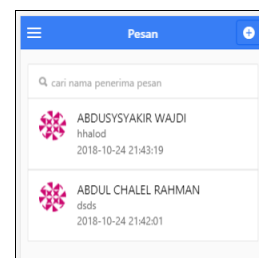 Pesan
cari nama penerima pesan
ABDUSYSYAKIR WAJDI
hhalod
2018-10-24 21:43:19
ABDUL CHALEL RAHMAN
dsds
2018-10-24 21:42:01